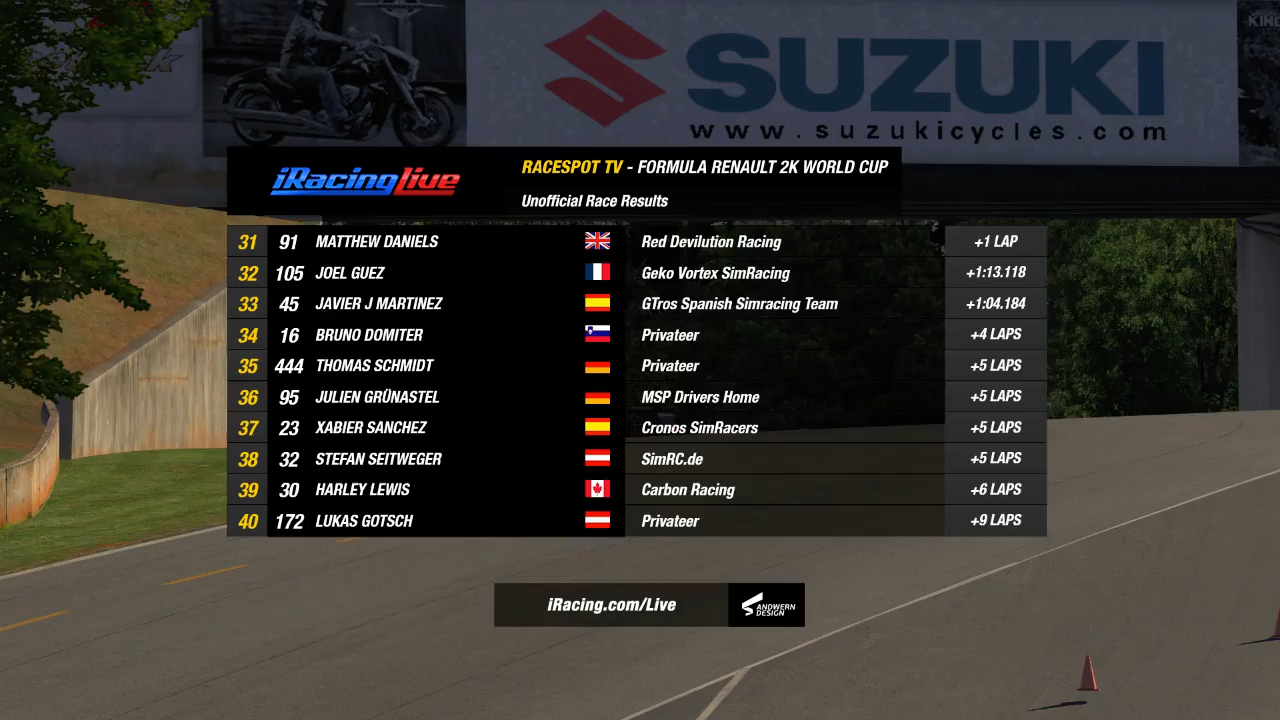 SUZUKI
www.suzukicycles.com
iRacingLive
RACESPOT TV - FORMULA RENAULT 2K WORLD CUP
Unofficial Race Results
31 91 MATTHEW DANIELS Red Devilution Racing +1 LAP
32 105 JOEL GUEZ Geko Vortex SimRacing +1:13.118
33 45 JAVIER J MARTINEZ GTros Spanish Simracing Team +1:04.184
34 16 BRUNO DOMITER Privateer +4 LAPS
35 444 THOMAS SCHMIDT Privateer +5 LAPS
36 95 JULIEN GRÜNASTEL MSP Drivers Home +5 LAPS
37 23 XABIER SANCHEZ Cronos SimRacers +5 LAPS
38 32 STEFAN SEITWEGER SimRC.de +5 LAPS
39 30 HARLEY LEWIS Carbon Racing +6 LAPS
40 172 LUKAS GOTSCH Privateer +9 LAPS
iRacing.com/Live
ANDWERN
DESIGN